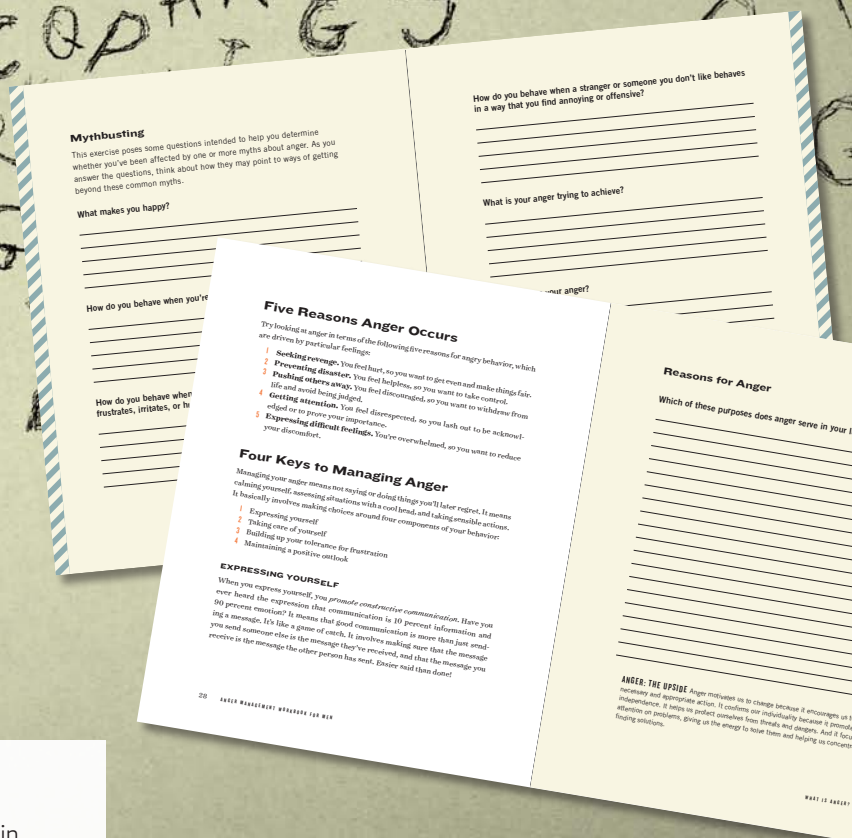 Mythbusting
This exercise poses some questions intended to help you determine
whether you've been affected by one or more myths about anger. As you
answer the questions, think about how they may point to ways of getting
beyond these common myths.
What makes you happy?
How do you behave when you're
How do you behave when
frustrates, irritates, or
How do you behave when a stranger or someone you don't like behaves
in a way that you find annoying or offensive?
What is your anger trying to achieve?
your anger?
Five Reasons Anger Occurs
Try looking at anger in terms of the following five reasons for angry behavior, which
are driven by particular feelings:
1 Seeking revenge. You feel hurt, so you want to get even and make things fair.
2 Preventing disaster. You feel helpless, so you want to take control.
3 Pushing others away. You feel discouraged, so you want to withdraw from
life and avoid being judged.
4 Getting attention. You feel disrespected, so you lash out to be acknowl-
edged or to prove your importance.
5 Expressing difficult feelings. You're overwhelmed, so you want to reduce
your discomfort.
Four Keys to Managing Anger
Managing your anger means not saying or doing things you'll later regret. It means
calming yourself, assessing situations with a cool head, and taking sensible actions.
It basically involves making choices around four components of your behavior:
1 Expressing yourself
2 Taking care of yourself
3 Building up your tolerance for frustration
4 Maintaining a positive outlook
EXPRESSING YOURSELF
When you express yourself, you promote constructive communication. Have you
ever heard the expression that communication is 10 percent information and
90 percent emotion? It means that good communication is more than just send-
ing a message. It's like a game of catch. It involves making sure that the message
you send someone else is the message they've received, and that the message you
receive is the message the other person has sent. Easier said than done!
28 ANGER MANAGEMENT WORKBOOK FOR MEN
Reasons for Anger
Which of these purposes does anger serve in your
ANGER: THE UPSIDE Anger motivates us to change because it encourages us
necessary and appropriate action. It confirms our individuality because it
independence. It helps us protect ourselves from threats and dangers. And it
attention on problems, giving us the energy to solve them and helping us
finding solutions.
WHAT IS ANGER?
in